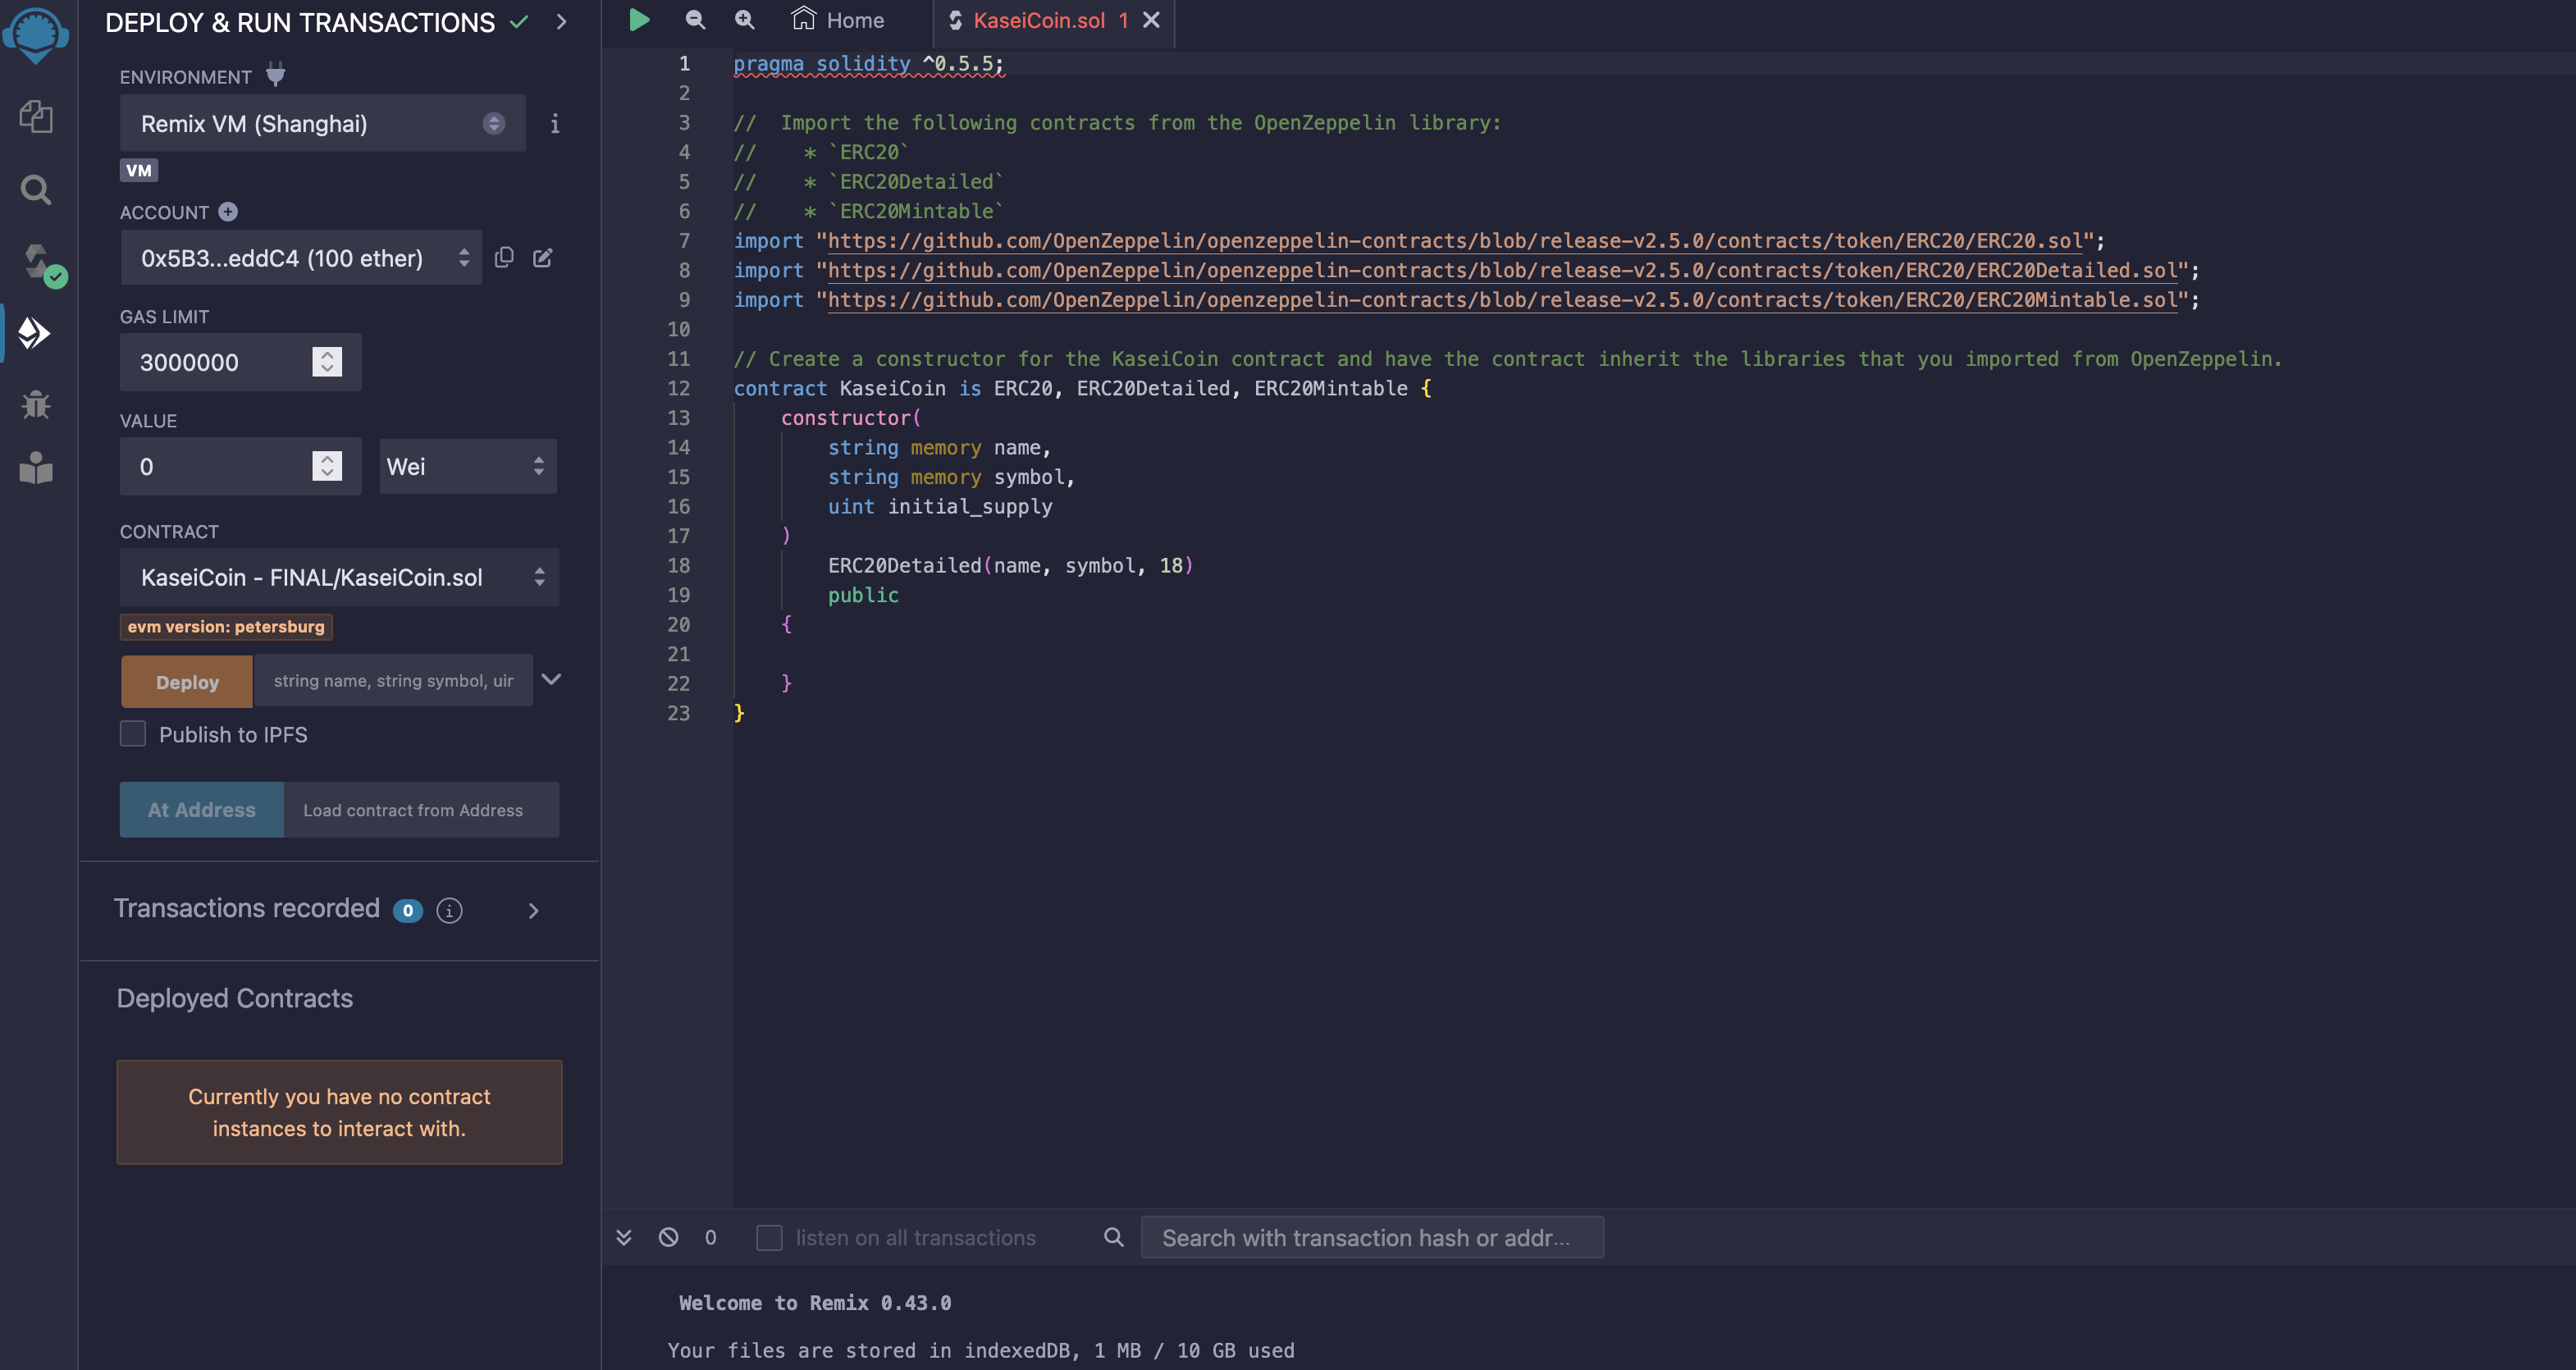 DEPLOY & RUN TRANSACTIONS
ENVIRONMENT
Remix VM (Shanghai)
VM
ACCOUNT
0x5B3...eddC4 (100 ether)
GAS LIMIT
3000000
VALUE
0 Wei
CONTRACT
KaseiCoin - FINAL/KaseiCoin.sol
evm version: petersburg
Deploy string name, string symbol, uir
Publish to IPFS
At Address Load contract from Address
Transactions recorded 0 i
Deployed Contracts
Currently you have no contract
instances to interact with.
Home KaseiCoin.sol 1
1 pragma solidity ^0.5.5;
2
3 //  Import the following contracts from the OpenZeppelin library:
4 //    * `ERC20`
5 //    * `ERC20Detailed`
6 //    * `ERC20Mintable`
7 import "https://github.com/OpenZeppelin/openzeppelin-contracts/blob/release-v2.5.0/contracts/token/ERC20/ERC20.sol";
8 import "https://github.com/OpenZeppelin/openzeppelin-contracts/blob/release-v2.5.0/contracts/token/ERC20/ERC20Detailed.sol";
9 import "https://github.com/OpenZeppelin/openzeppelin-contracts/blob/release-v2.5.0/contracts/token/ERC20/ERC20Mintable.sol";
10
11 // Create a constructor for the KaseiCoin contract and have the contract inherit the libraries that you imported from OpenZeppelin.
12 contract KaseiCoin is ERC20, ERC20Detailed, ERC20Mintable {
13     constructor(
14         string memory name,
15         string memory symbol,
16         uint initial_supply
17     )
18         ERC20Detailed(name, symbol, 18)
19         public
20     {
21
22     }
23 }
0 listen on all transactions Search with transaction hash or addr...
Welcome to Remix 0.43.0
Your files are stored in indexedDB, 1 MB / 10 GB used